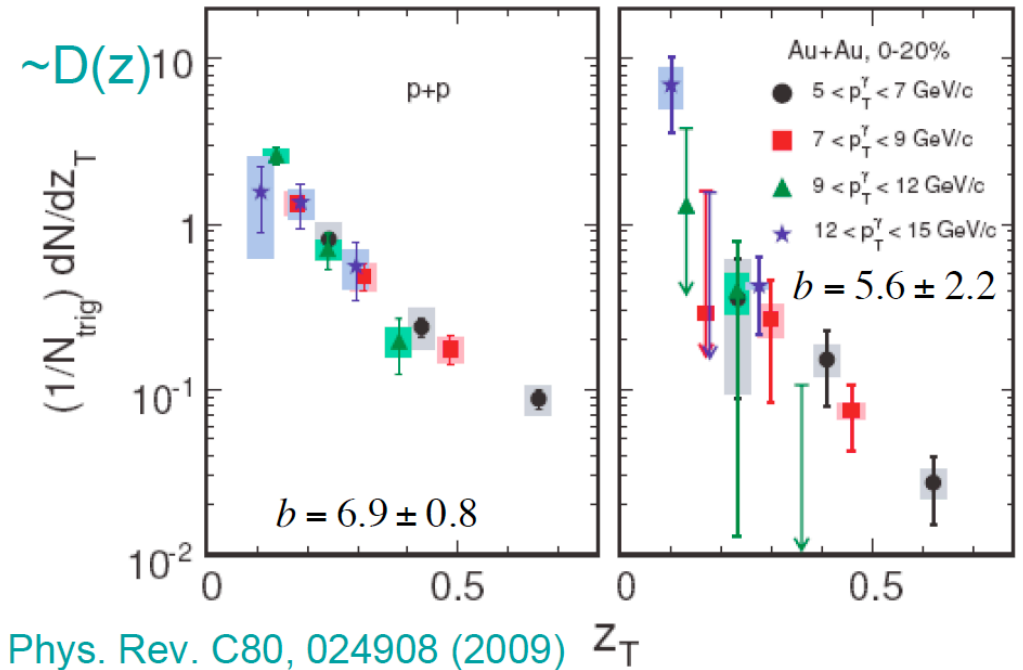 ~D(z)
(1/N_trig) dN/dz_T
10
1
10^-1
10^-2
p+p
b = 6.9 ± 0.8
0
0.5
Au+Au, 0-20%
5 < p_T^γ < 7 GeV/c
7 < p_T^γ < 9 GeV/c
9 < p_T^γ < 12 GeV/c
12 < p_T^γ < 15 GeV/c
b = 5.6 ± 2.2
0
0.5
Phys. Rev. C80, 024908 (2009)
z_T